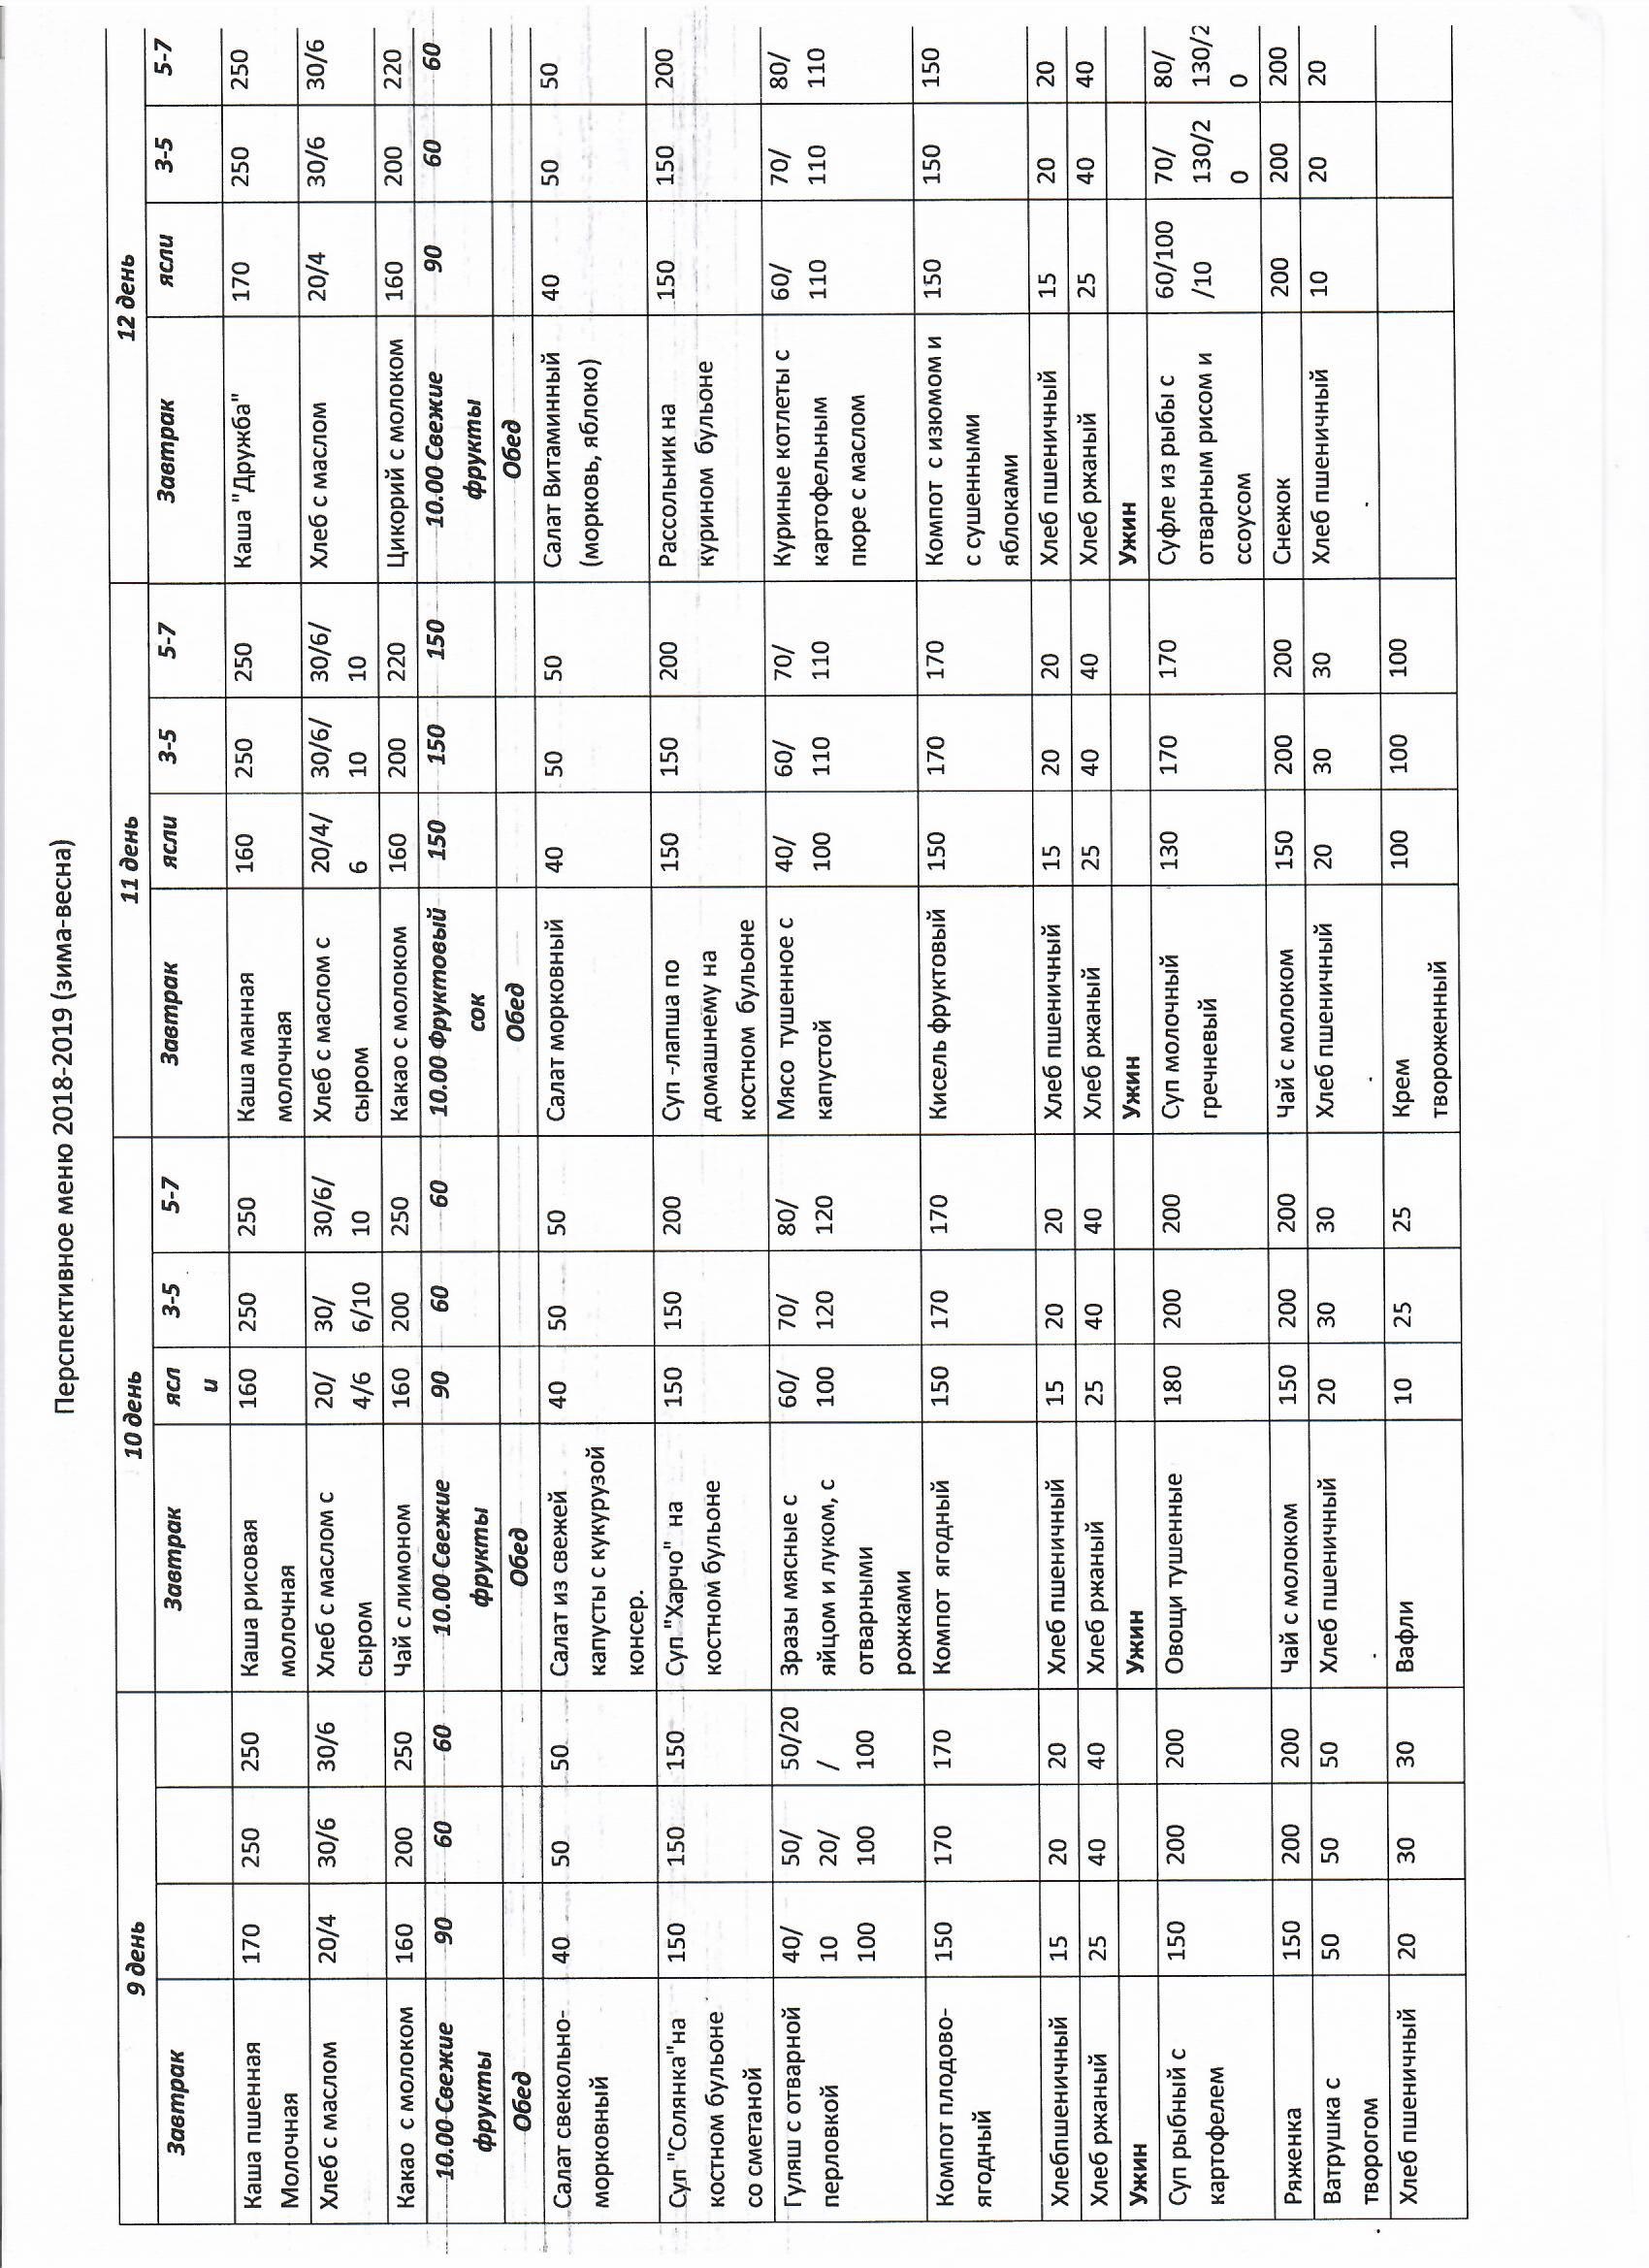 Перспективное меню 2018-2019 (зима-весна)
9 день 10 день 11 день 12 день
Завтрак Завтрак ясл 3-5 5-7 Завтрак ясли 3-5 5-7 Завтрак ясли 3-5 5-7
и
Каша пшенная 170 250 250 Каша рисовая 160 250 250 Каша манная 160 250 250 Каша "Дружба" 170 250 250
Молочная молочная молочная
Хлеб с маслом 20/4 30/6 30/6 Хлеб с маслом с 20/ 30/ 30/6/ Хлеб с маслом с 20/4/ 30/6/ 30/6/ Хлеб с маслом 20/4 30/6 30/6
сыром 4/6 6/10 10 сыром 6 10 10
Какао с молоком 160 200 250 Чай с лимоном 160 200 250 Какао с молоком 160 200 220 Цикорий с молоком 160 200 220
10.00 Свежие 90 60 60 10.00 Свежие 90 60 60 10.00 Фруктовый 150 150 150 10.00 Свежие 90 60 60
фрукты фрукты сок фрукты
Обед Обед Обед Обед
Салат свекольно- 40 50 50 Салат из свежей 40 50 50 Салат морковный 40 50 50 Салат Витаминный 40 50 50
морковный капусты с кукурузой (морковь, яблоко)
консер.
Суп "Солянка"на 150 150 150 Суп "Харчо" на 150 150 200 Суп -лапша по 150 150 200 Рассольник на 150 150 200
костном бульоне костном бульоне домашнему на курином бульоне
со сметаной костном бульоне
Гуляш с отварной 40/ 50/ 50/20 Зразы мясные с 60/ 70/ 80/ Мясо тушенное с 40/ 60/ 70/ Куриные котлеты с 60/ 70/ 80/
перловкой 10 20/ / яйцом и луком, с 100 120 120 капустой 100 110 110 картофельным 110 110 110
100 100 100 отварными пюре с маслом
рожками
Компот плодово- 150 170 170 Компот ягодный 150 170 170 Кисель фруктовый 150 170 170 Компот с изюмом и 150 150 150
ягодный с сушенными
яблоками
Хлебпшеничный 15 20 20 Хлеб пшеничный 15 20 20 Хлеб пшеничный 15 20 20 Хлеб пшеничный 15 20 20
Хлеб ржаный 25 40 40 Хлеб ржаный 25 40 40 Хлеб ржаный 25 40 40 Хлеб ржаный 25 40 40
Ужин Ужин Ужин Ужин
Суп рыбный с 150 200 200 Овощи тушенные 180 200 200 Суп молочный 130 170 170 Суфле из рыбы с 60/100 70/ 80/
картофелем гречневый отварным рисом и /10 130/2 130/2
ссоусом 0 0
Ряженка 150 200 200 Чай с молоком 150 200 200 Чай с молоком 150 200 200 Снежок 200 200 200
Ватрушка с 50 50 50 Хлеб пшеничный 20 30 30 Хлеб пшеничный 20 30 30 Хлеб пшеничный 10 20 20
творогом
Хлеб пшеничный 20 30 30 Вафли 10 25 25 Крем 100 100 100
твороженный